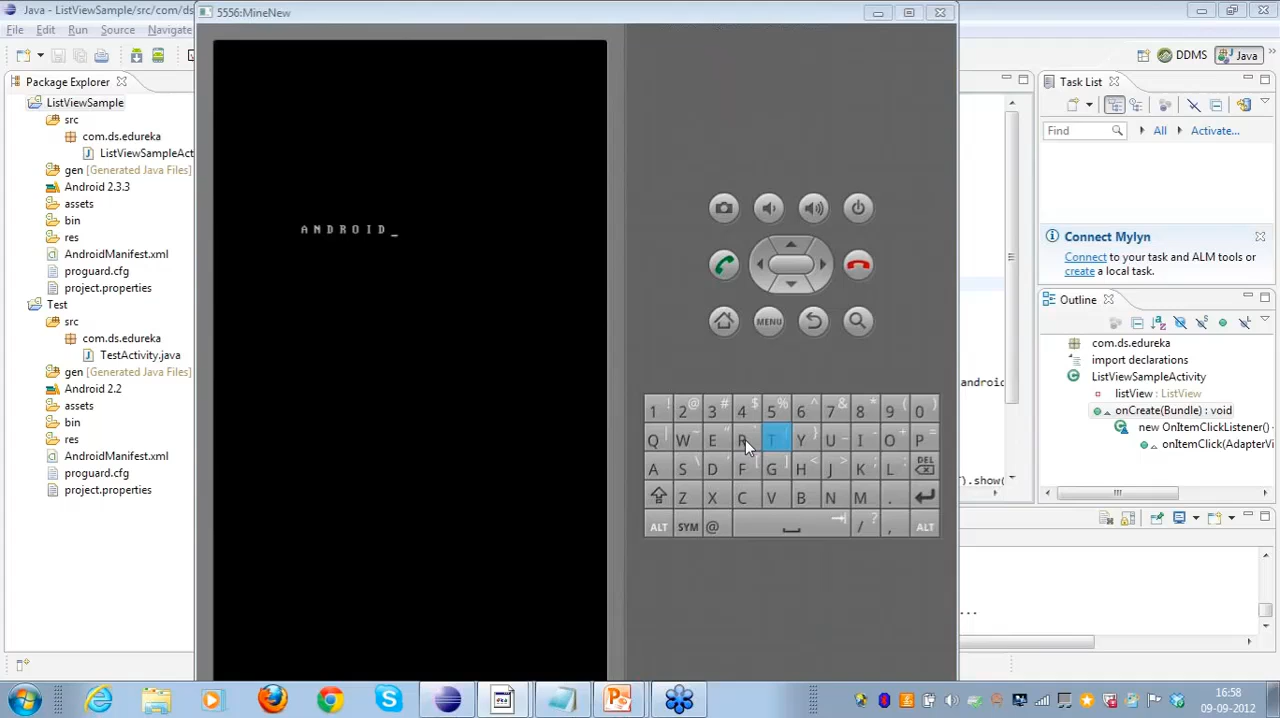 Java - ListViewSample/src/com/ds
5556:MineNew
File Edit Run Source Navigate
DDMS Java
Package Explorer
ListViewSample
src
com.ds.edureka
ListViewSampleAct
gen [Generated Java Files]
Android 2.3.3
assets
bin
res
AndroidManifest.xml
proguard.cfg
project.properties
Test
src
com.ds.edureka
TestActivity.java
gen [Generated Java Files]
Android 2.2
assets
bin
res
AndroidManifest.xml
proguard.cfg
project.properties
ANDROID_
MENU
1 ! 2 @ 3 # 4 $ 5 % 6 ^ 7 & 8 * 9 ( 0 )
Q W E R T Y U I O P
A S D F G H J K L DEL
Z X C V B N M .
ALT SYM @ / ? , ALT
android
).show(
...
Task List
Find All Activate...
Connect Mylyn
Connect to your task and ALM tools or
create a local task.
Outline
com.ds.edureka
import declarations
ListViewSampleActivity
listView : ListView
onCreate(Bundle) : void
new OnItemClickListener()
onItemClick(AdapterVi
16:58
09-09-2012